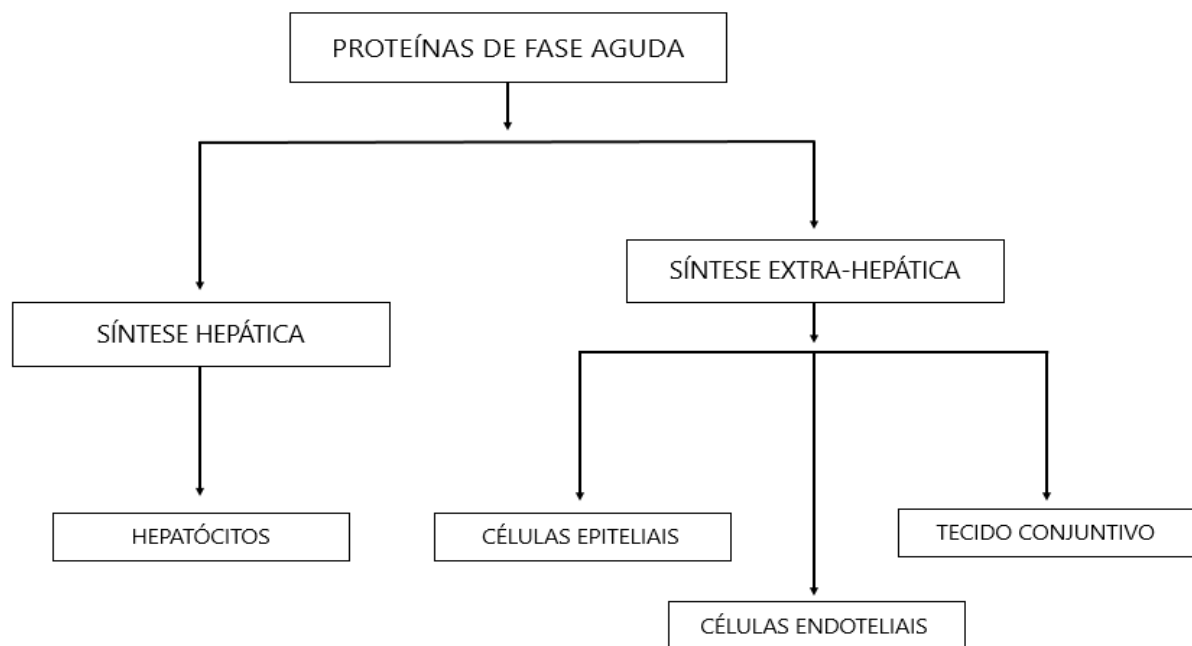 PROTEÍNAS DE FASE AGUDA
SÍNTESE EXTRA-HEPÁTICA
SÍNTESE HEPÁTICA
HEPATÓCITOS
CÉLULAS EPITELIAIS
TECIDO CONJUNTIVO
CÉLULAS ENDOTELIAIS